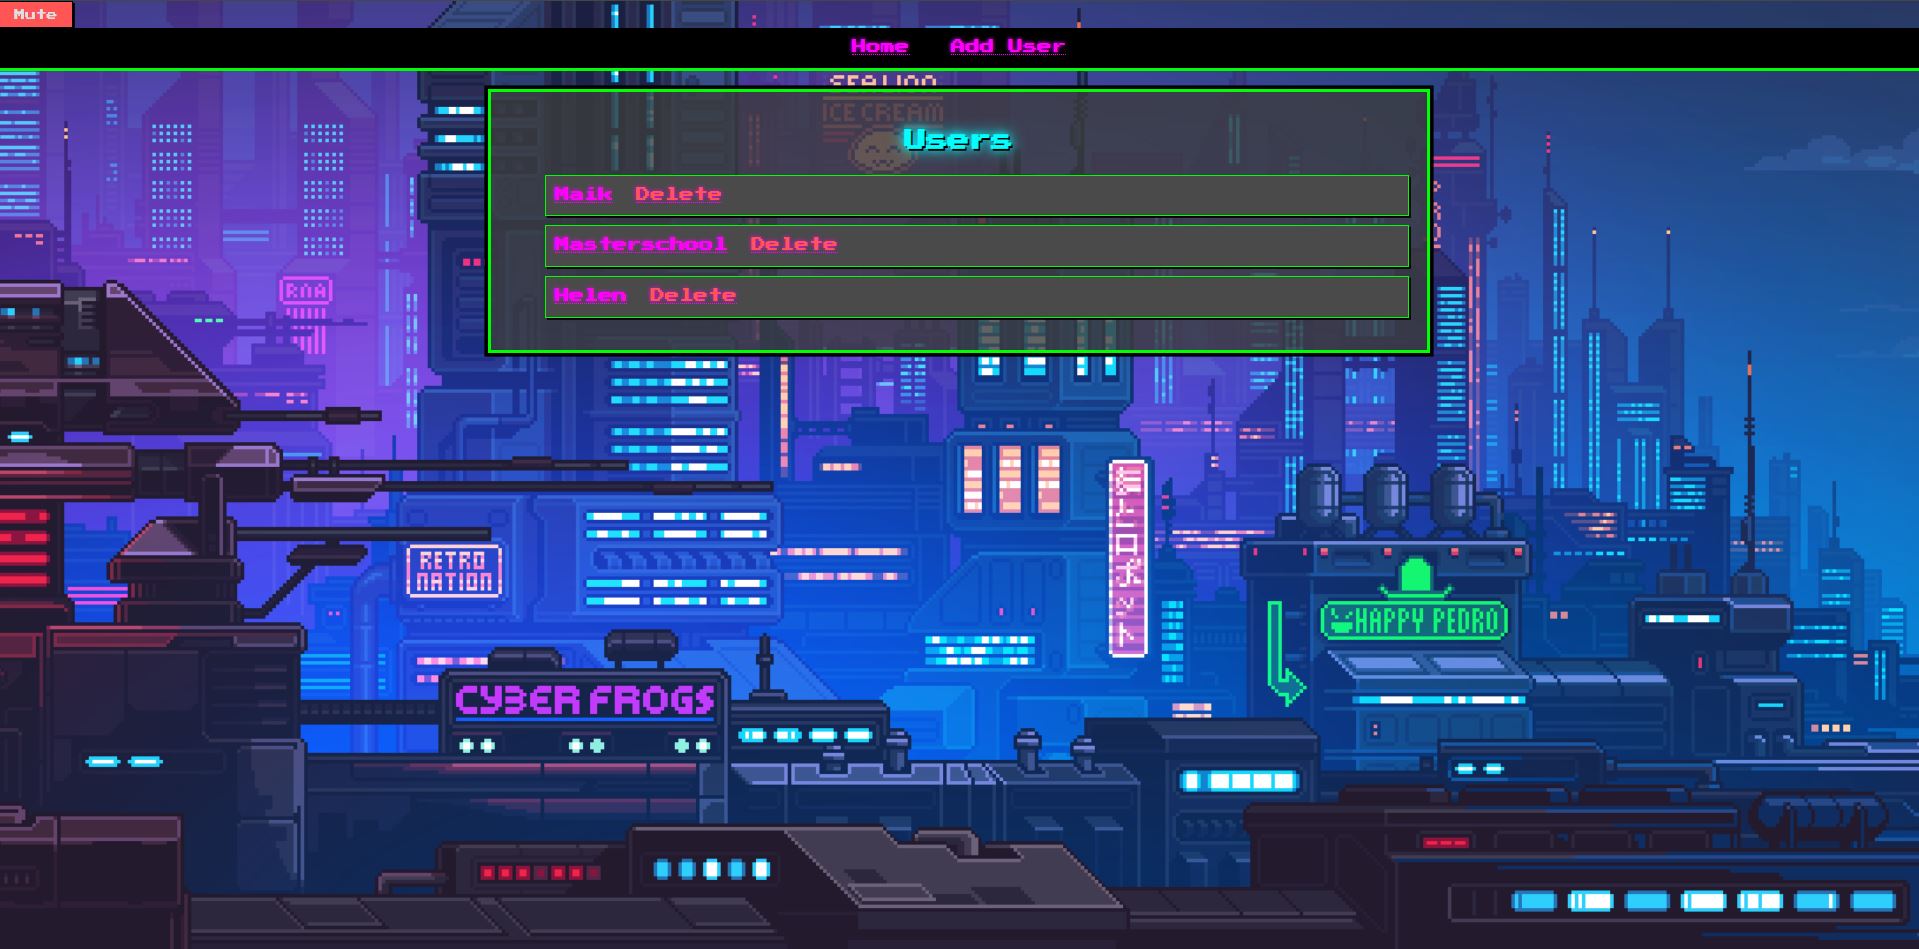 Mute
Home Add User
ICE CREAM
Users
Maik Delete
Masterschool Delete
Helen Delete
RETRO
NATION
HAPPY PEDRO
CYBER FROGS